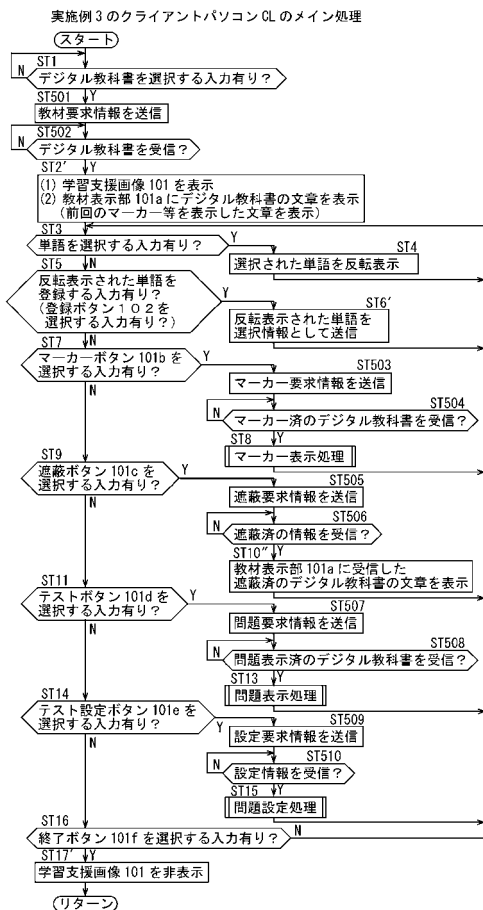 実施例３のクライアントパソコンCLのメイン処理
スタート
ST1
N
デジタル教科書を選択する入力有り？
ST501
Y
教材要求情報を送信
ST502
N
デジタル教科書を受信？
ST2'
Y
(1) 学習支援画像101を表示
(2) 教材表示部101aにデジタル教科書の文章を表示
(前回のマーカー等を表示した文章を表示)
ST3
単語を選択する入力有り？
Y
ST4
選択された単語を反転表示
ST5
N
反転表示された単語を
登録する入力有り？
(登録ボタン１０２を
選択する入力有り？)
Y
ST6'
反転表示された単語を
選択情報として送信
ST7
N
マーカーボタン101bを
選択する入力有り？
Y
ST503
マーカー要求情報を送信
N
ST504
マーカー済のデジタル教科書を受信？
N
ST8
Y
マーカー表示処理
ST9
遮蔽ボタン101cを
選択する入力有り？
Y
ST505
遮蔽要求情報を送信
N
ST506
遮蔽済の情報を受信？
N
ST10"
Y
教材表示部101aに受信した
遮蔽済のデジタル教科書の文章を表示
ST11
テストボタン101dを
選択する入力有り？
Y
ST507
問題要求情報を送信
N
ST508
問題表示済のデジタル教科書を受信？
N
ST13
Y
問題表示処理
ST14
テスト設定ボタン101eを
選択する入力有り？
Y
ST509
設定要求情報を送信
N
ST510
N
設定情報を受信？
ST15
Y
問題設定処理
ST16
終了ボタン101fを選択する入力有り？
N
ST17'
Y
学習支援画像101を非表示
リターン